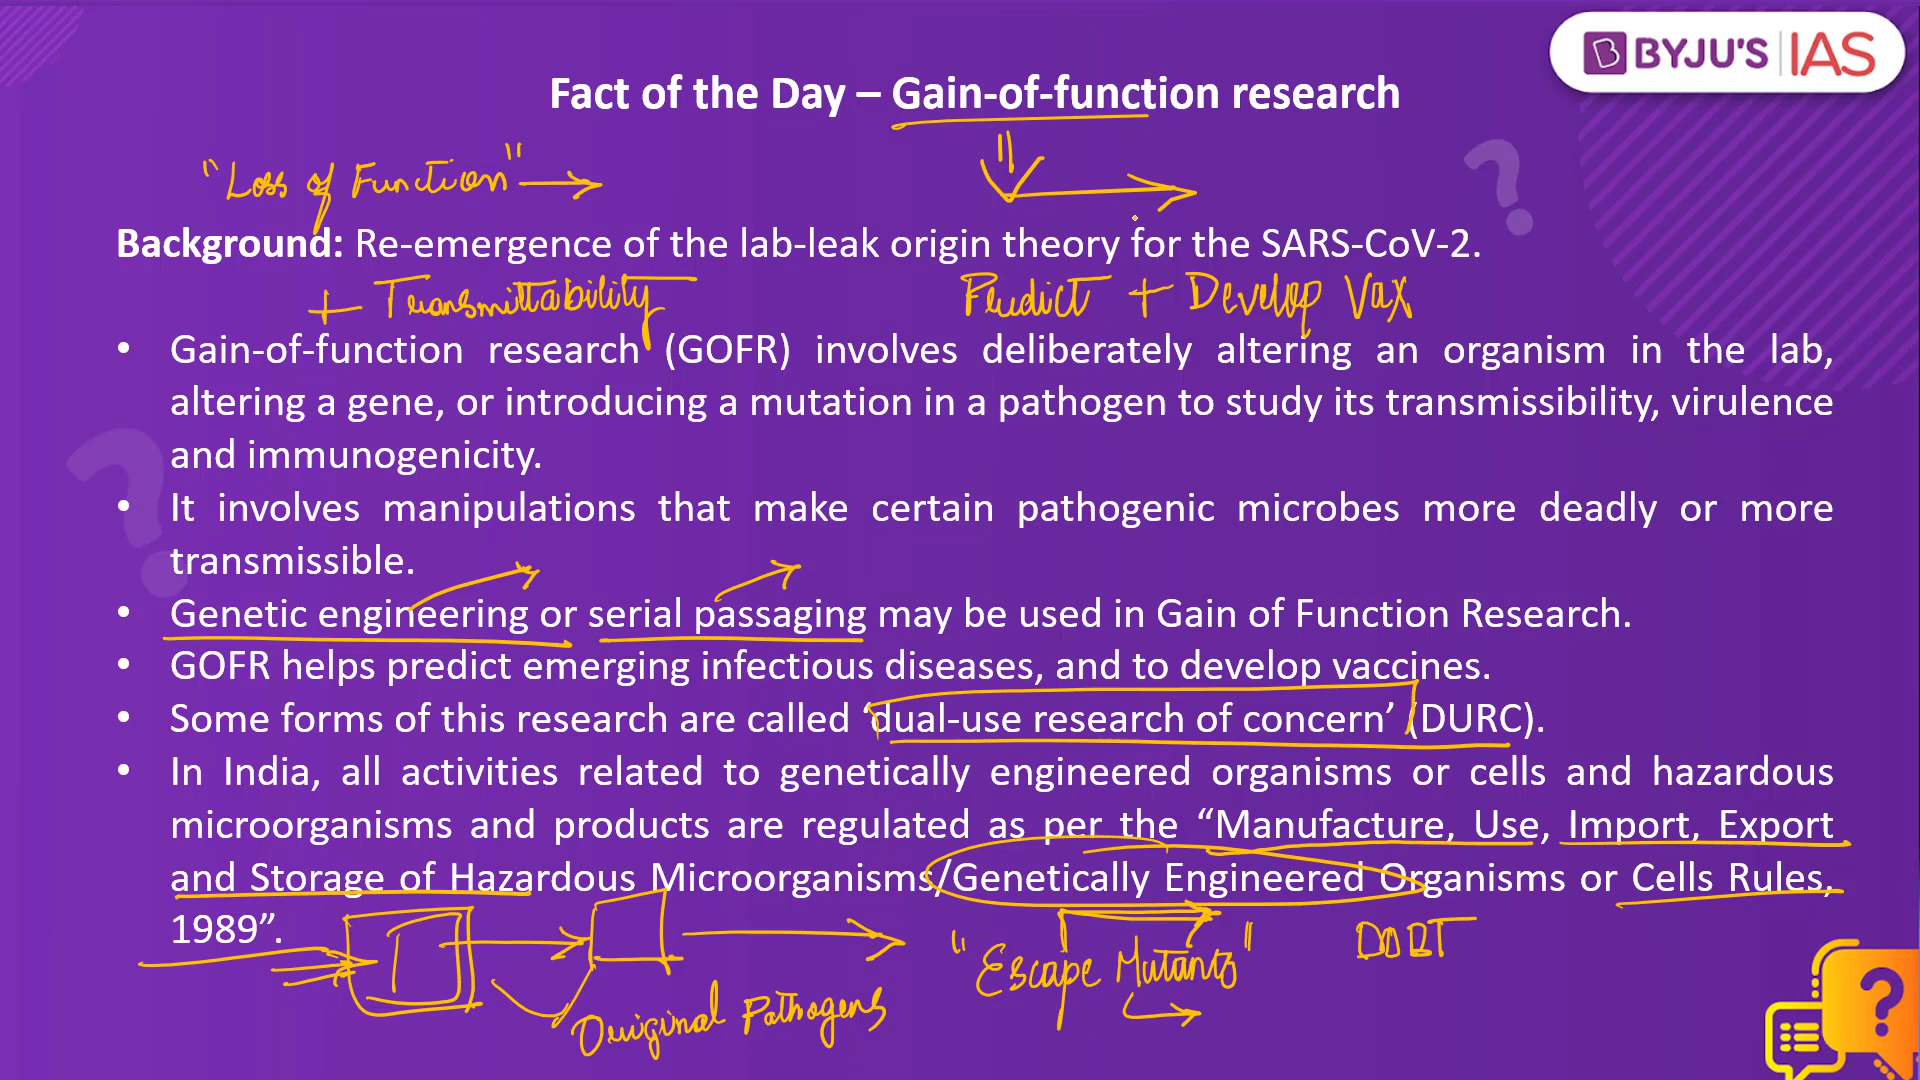 BYJU'S IAS
Fact of the Day – Gain-of-function research
"Loss of Function"
Background: Re-emergence of the lab-leak origin theory for the SARS-CoV-2.
+ Transmittability
Predict + Develop Vax
• Gain-of-function research (GOFR) involves deliberately altering an organism in the lab,
altering a gene, or introducing a mutation in a pathogen to study its transmissibility, virulence
and immunogenicity.
• It involves manipulations that make certain pathogenic microbes more deadly or more
transmissible.
• Genetic engineering or serial passaging may be used in Gain of Function Research.
• GOFR helps predict emerging infectious diseases, and to develop vaccines.
• Some forms of this research are called ‘dual-use research of concern’ (DURC).
• In India, all activities related to genetically engineered organisms or cells and hazardous
microorganisms and products are regulated as per the “Manufacture, Use, Import, Export
and Storage of Hazardous Microorganisms/Genetically Engineered Organisms or Cells Rules,
1989”.
"Escape Mutants"
Original Pathogens